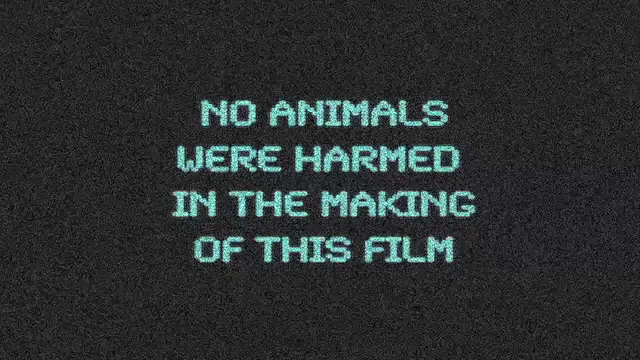 NO ANIMALS
WERE HARMED
IN THE MAKING
OF THIS FILM